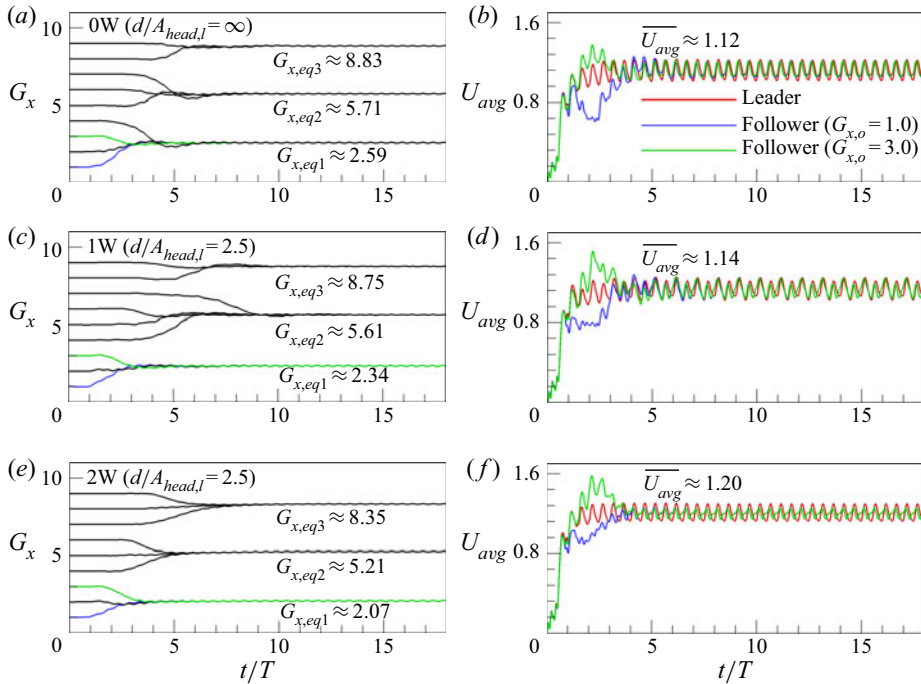 (a)
10
0W (d/A_head,l = ∞)
G_x,eq3 ≈ 8.83
G_x
5
G_x,eq2 ≈ 5.71
G_x,eq1 ≈ 2.59
0
0 5 10 15
(b)
1.6
\overline{U_avg} ≈ 1.12
U_avg 0.8
Leader
Follower (G_x,o = 1.0)
Follower (G_x,o = 3.0)
0 5 10 15
(c)
10
1W (d/A_head,l = 2.5)
G_x,eq3 ≈ 8.75
G_x
5
G_x,eq2 ≈ 5.61
G_x,eq1 ≈ 2.34
0
0 5 10 15
(d)
1.6
\overline{U_avg} ≈ 1.14
U_avg 0.8
0 5 10 15
(e)
10
2W (d/A_head,l = 2.5)
G_x,eq3 ≈ 8.35
G_x
5
G_x,eq2 ≈ 5.21
G_x,eq1 ≈ 2.07
0
0 5 10 15
t/T
(f)
1.6
\overline{U_avg} ≈ 1.20
U_avg 0.8
0 5 10 15
t/T